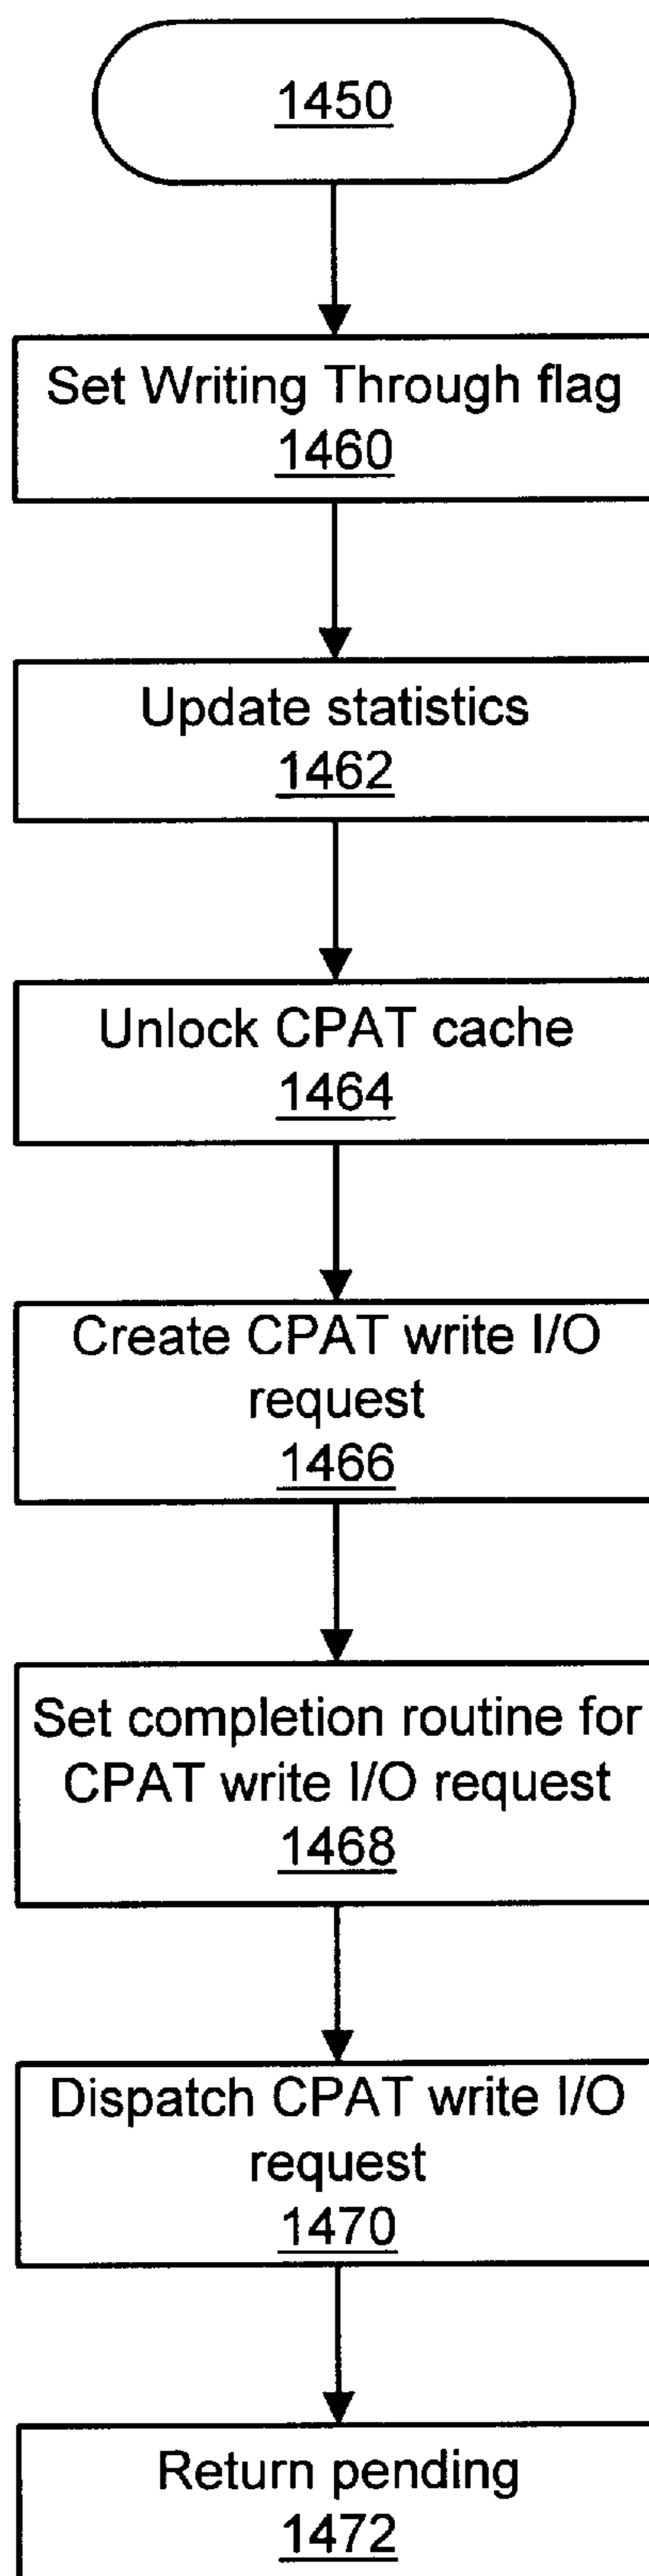 1450
Set Writing Through flag
1460
Update statistics
1462
Unlock CPAT cache
1464
Create CPAT write I/O
request
1466
Set completion routine for
CPAT write I/O request
1468
Dispatch CPAT write I/O
request
1470
Return pending
1472